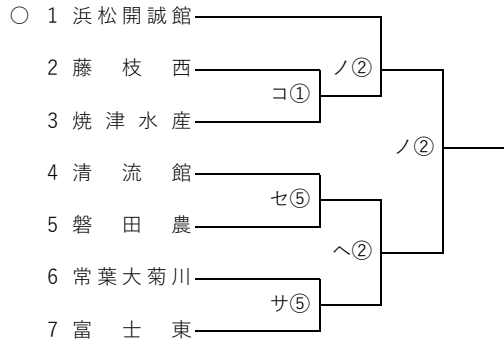 ○ 1 浜松開誠館
2 藤枝西
ノ②
コ①
3 焼津水産
ノ②
4 清流館
セ⑤
5 磐田農
ヘ②
6 常葉大菊川
サ⑤
7 富士東